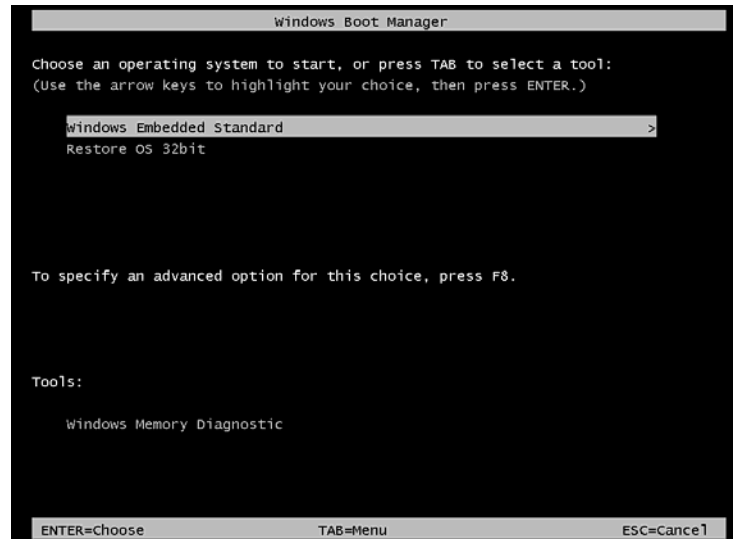 Windows Boot Manager
Choose an operating system to start, or press TAB to select a tool:
(Use the arrow keys to highlight your choice, then press ENTER.)
Windows Embedded Standard >
Restore OS 32bit
To specify an advanced option for this choice, press F8.
Tools:
Windows Memory Diagnostic
ENTER=Choose TAB=Menu ESC=Cancel